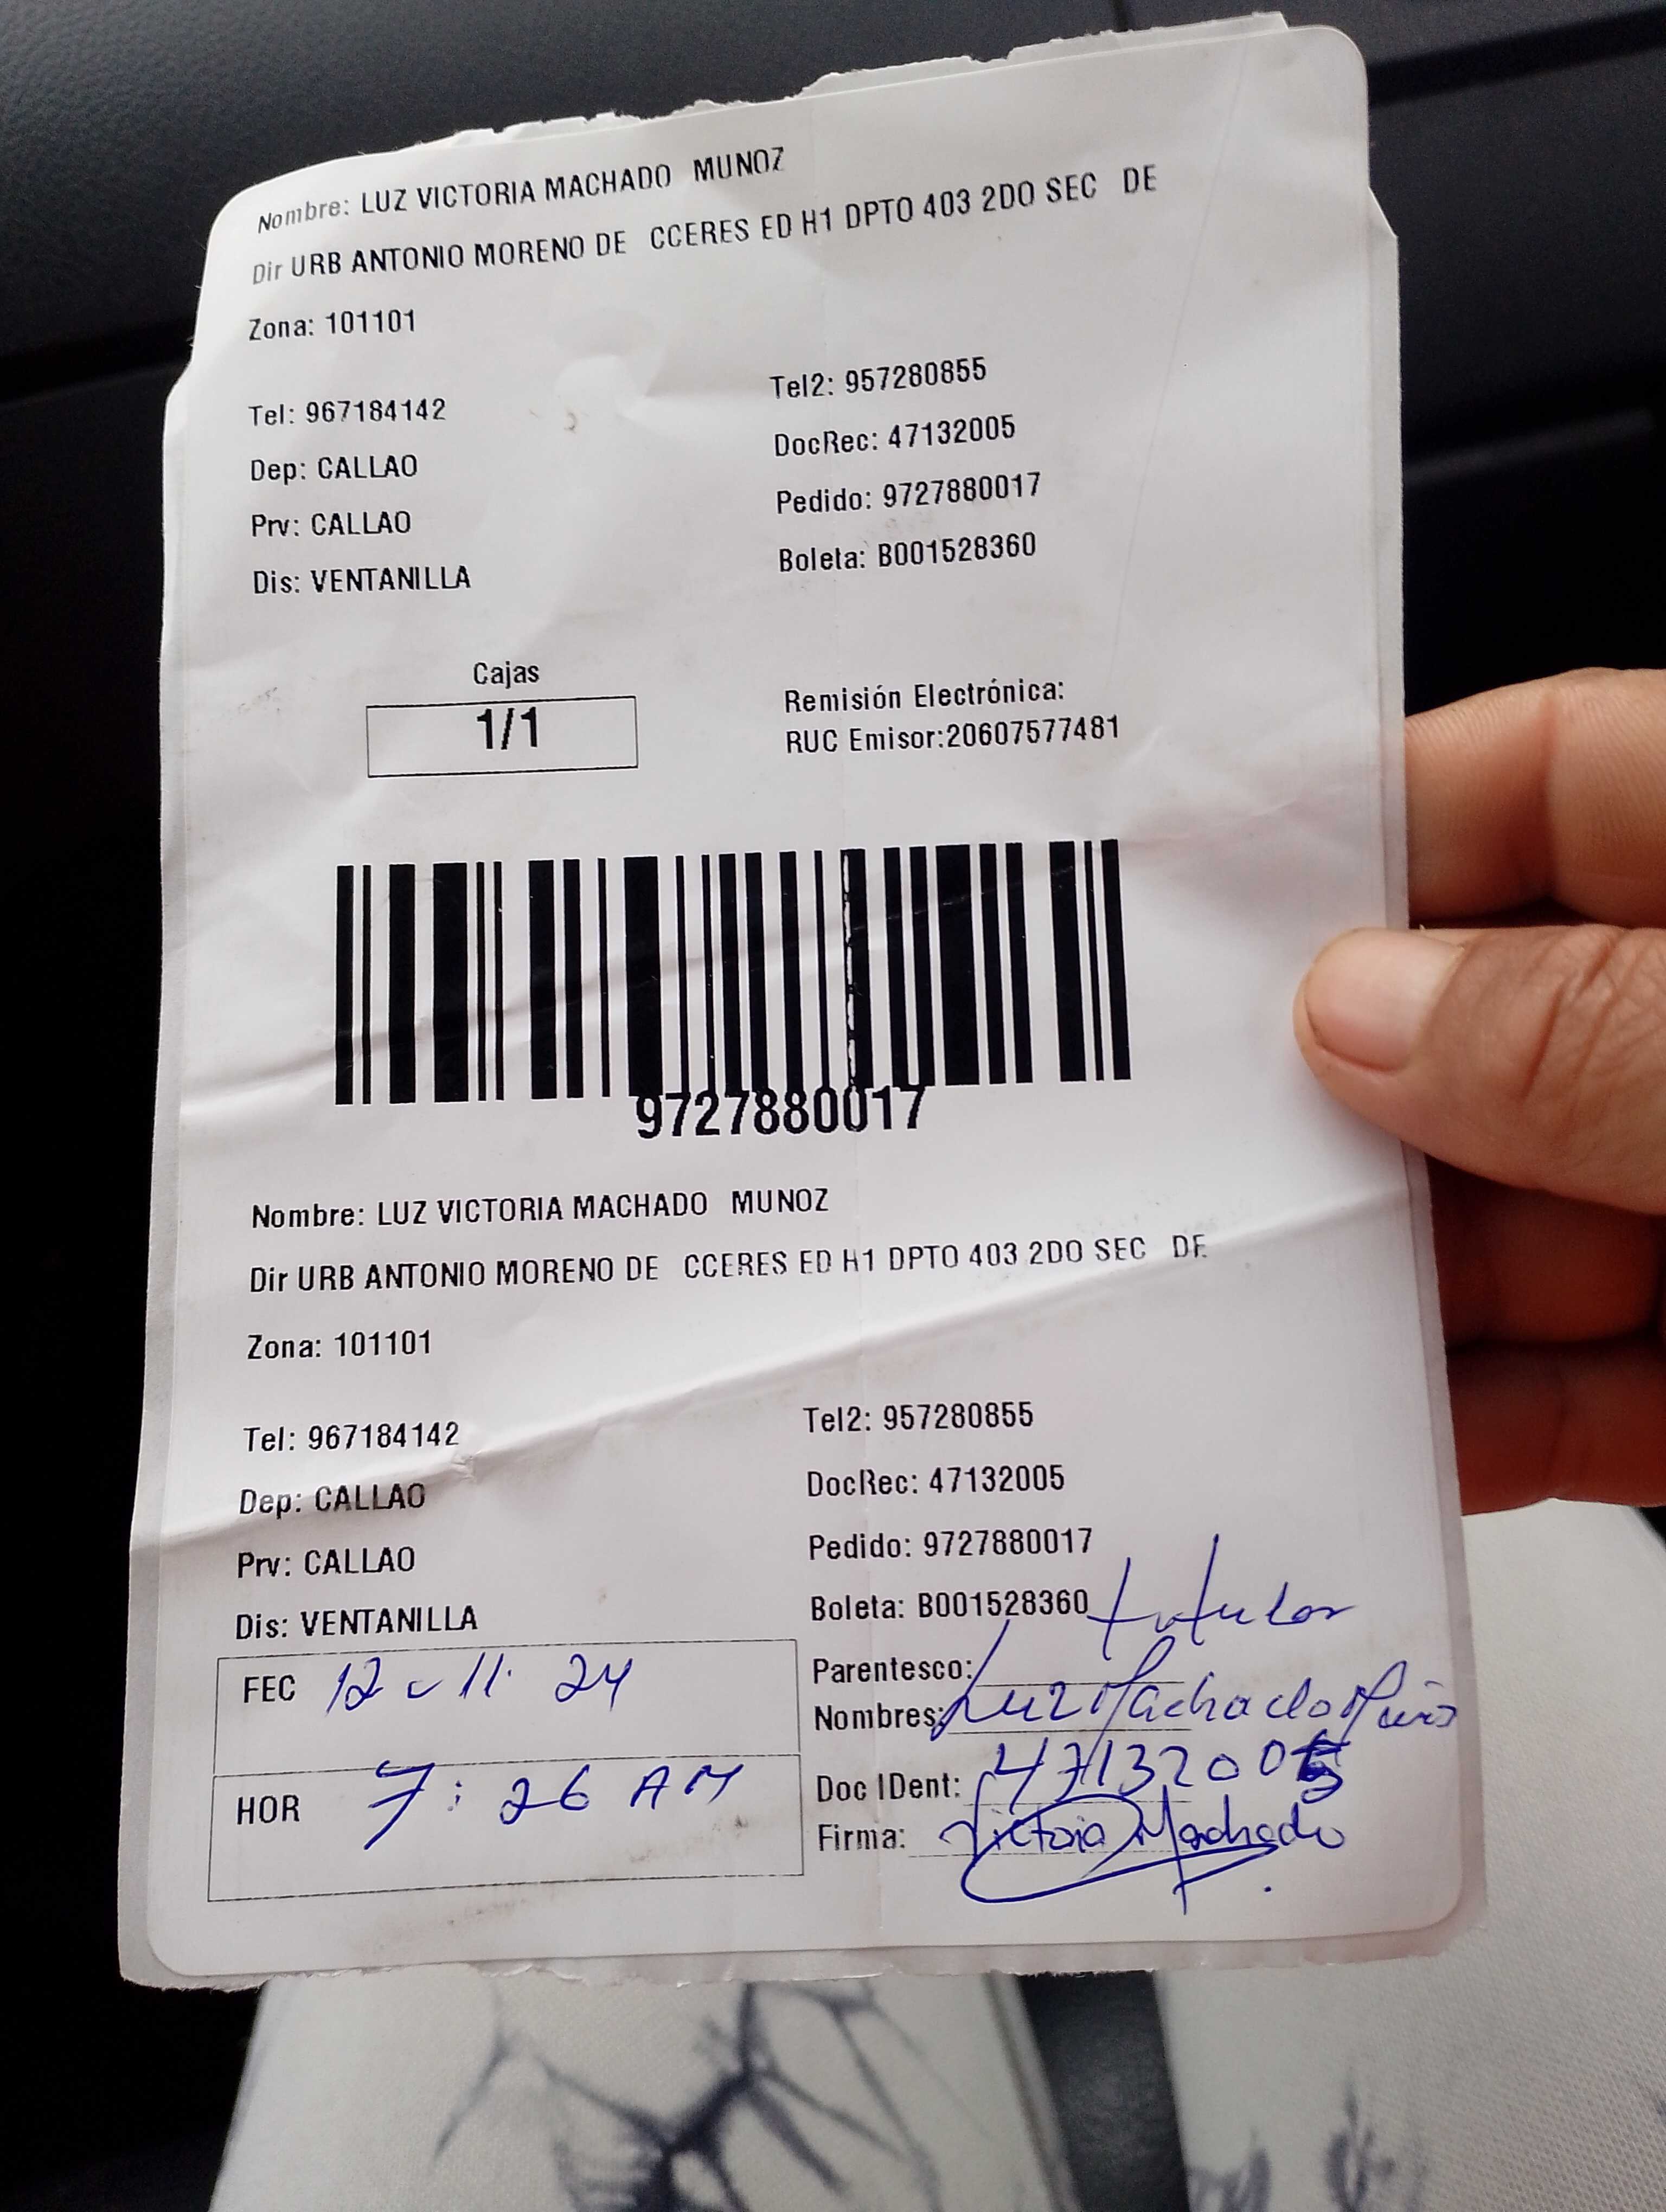 Nombre: LUZ VICTORIA MACHADO MUNOZ
Dir URB ANTONIO MORENO DE CCERES ED H1 DPTO 403 2DO SEC DE
Zona: 101101
Tel: 967184142 Tel2: 957280855
DocRec: 47132005
Dep: CALLAO
Pedido: 9727880017
Prv: CALLAO
Boleta: B001528360
Dis: VENTANILLA
Cajas
1/1
Remisión Electrónica:
RUC Emisor:20607577481
9727880017
Nombre: LUZ VICTORIA MACHADO MUNOZ
Dir URB ANTONIO MORENO DE CCERES ED H1 DPTO 403 2DO SEC DE
Zona: 101101
Tel: 967184142 Tel2: 957280855
Dep: CALLAO DocRec: 47132005
Prv: CALLAO Pedido: 9727880017
Dis: VENTANILLA Boleta: B001528360
FEC 12-11-24
Parentesco: titular
Nombres: Luz Machado Muños
HOR 7:26 AM
Doc IDent: 47132005
Firma: Victoria Machado